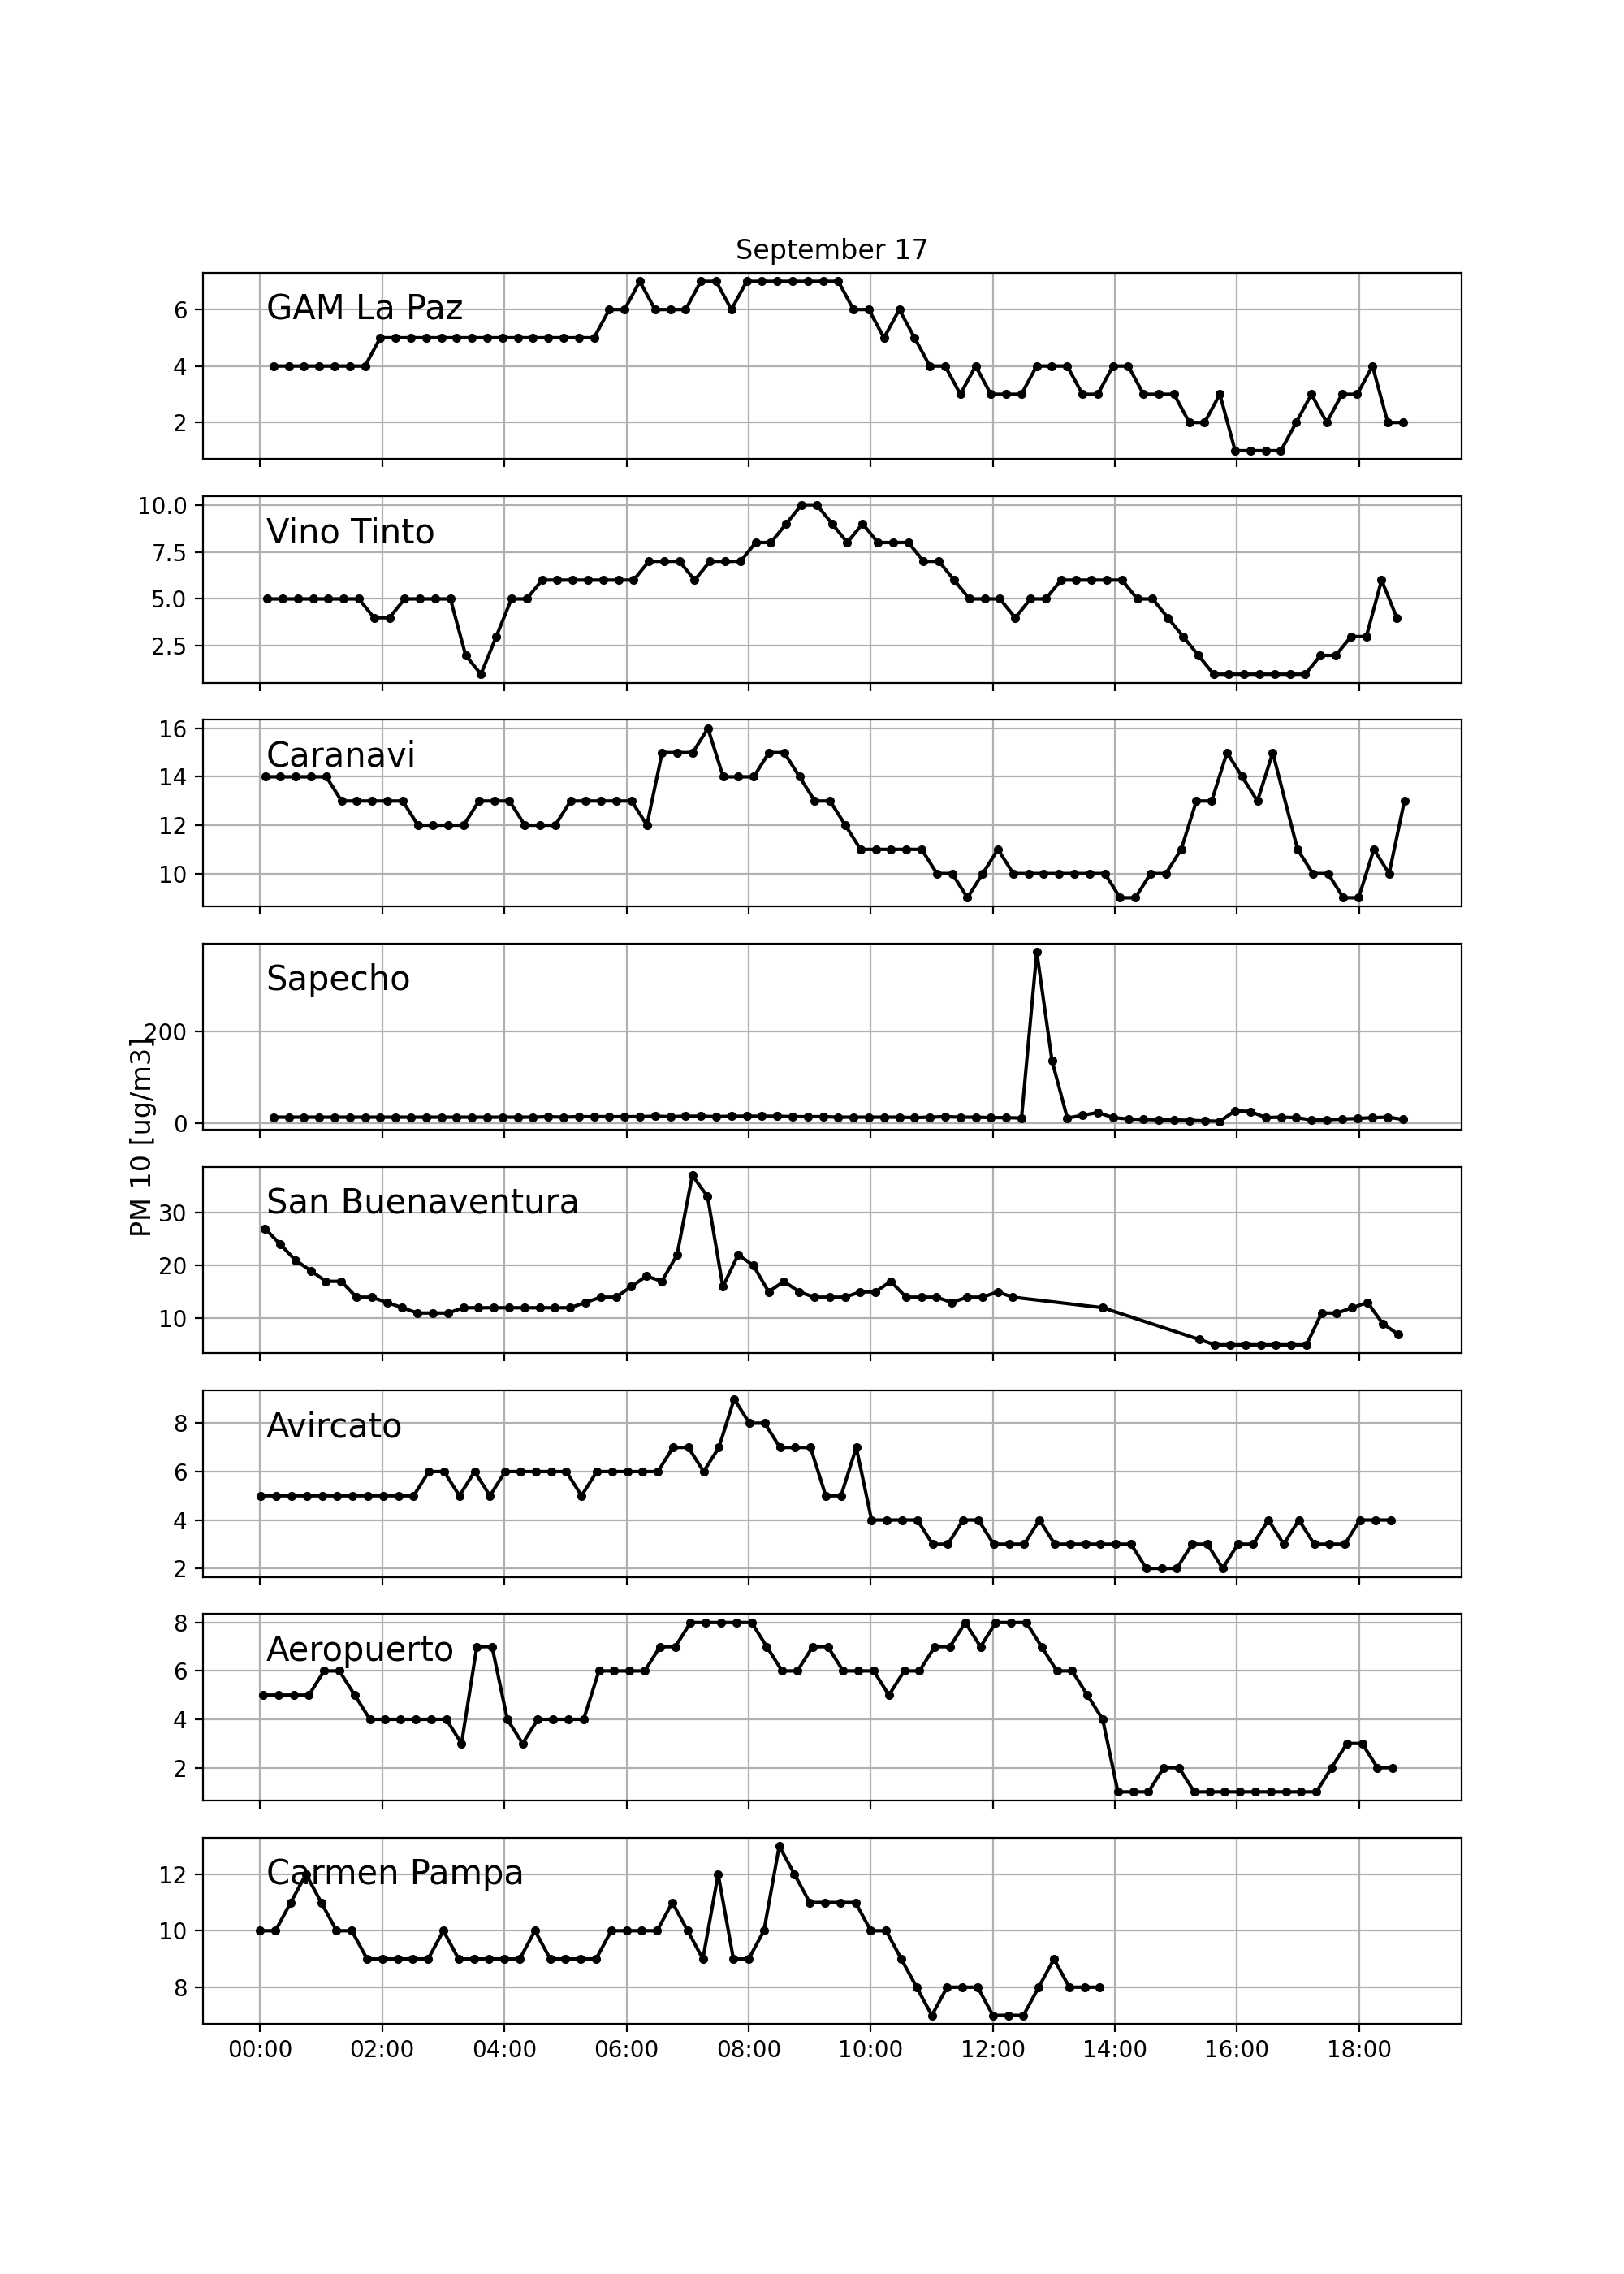 September 17
GAM La Paz
6
4
2
Vino Tinto
10.0
7.5
5.0
2.5
Caranavi
16
14
12
10
PM 10 [ug/m3]
Sapecho
200
0
San Buenaventura
30
20
10
Avircato
8
6
4
2
Aeropuerto
8
6
4
2
Carmen Pampa
12
10
8
00:00 02:00 04:00 06:00 08:00 10:00 12:00 14:00 16:00 18:00